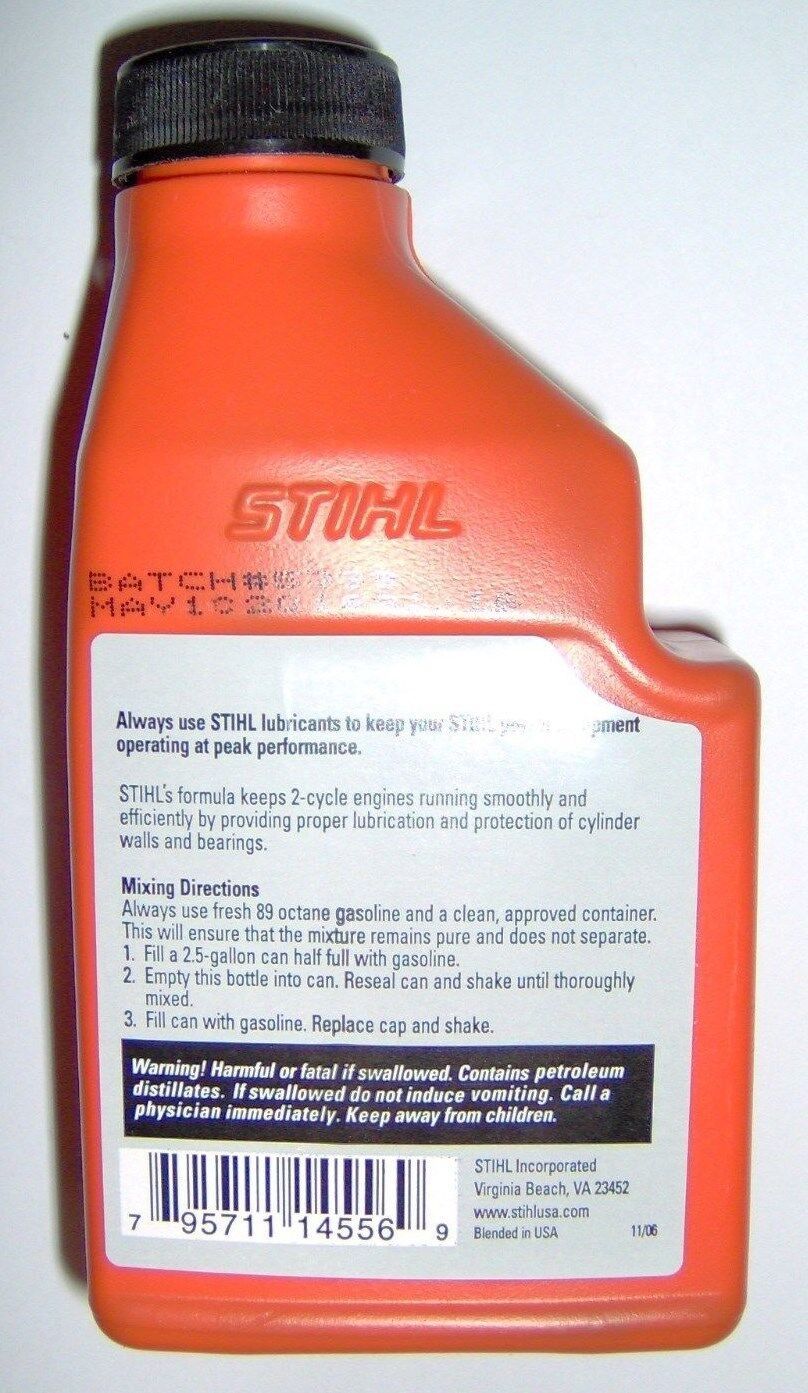 STIHL
BATCH#
MAY
Always use STIHL lubricants to keep your STIHL
operating at peak performance.
STIHL's formula keeps 2-cycle engines running smoothly and
efficiently by providing proper lubrication and protection of cylinder
walls and bearings.
Mixing Directions
Always use fresh 89 octane gasoline and a clean, approved container.
This will ensure that the mixture remains pure and does not separate.
1. Fill a 2.5-gallon can half full with gasoline.
2. Empty this bottle into can. Reseal can and shake until thoroughly
mixed.
3. Fill can with gasoline. Replace cap and shake.
Warning! Harmful or fatal if swallowed. Contains petroleum
distillates. If swallowed do not induce vomiting. Call a
physician immediately. Keep away from children.
7 95711 14556 9
STIHL Incorporated
Virginia Beach, VA 23452
www.stihlusa.com
Blended in USA 11/06